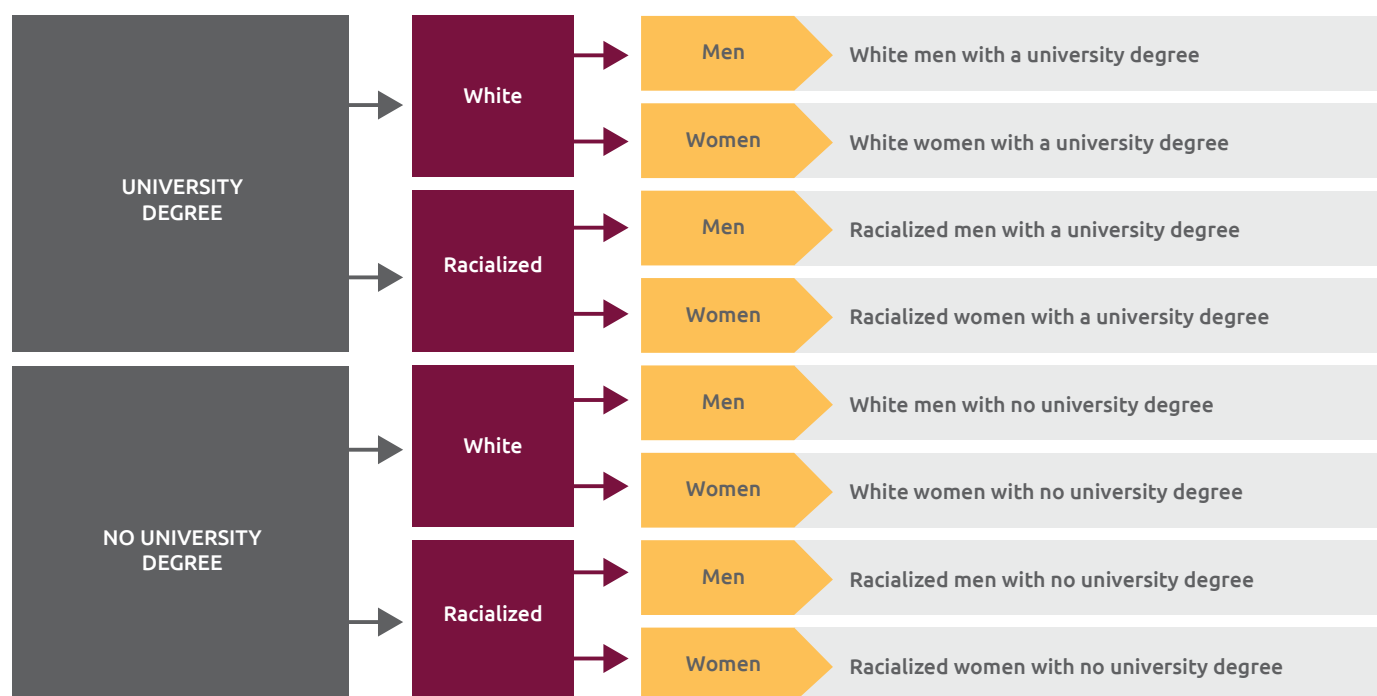 UNIVERSITY
DEGREE
White
Men
White men with a university degree
Women
White women with a university degree
Racialized
Men
Racialized men with a university degree
Women
Racialized women with a university degree
NO UNIVERSITY
DEGREE
White
Men
White men with no university degree
Women
White women with no university degree
Racialized
Men
Racialized men with no university degree
Women
Racialized women with no university degree